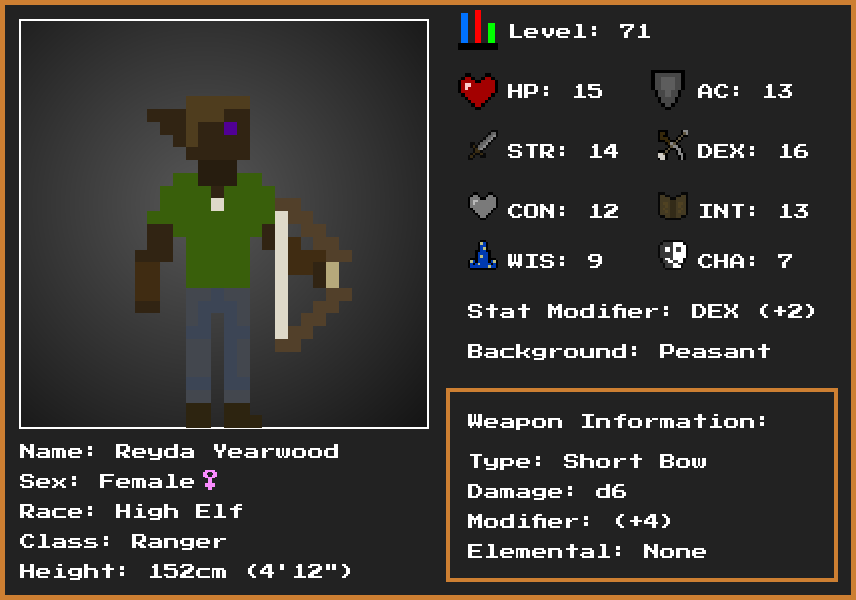 Level: 71
HP: 15 AC: 13
STR: 14 DEX: 16
CON: 12 INT: 13
WIS: 9 CHA: 7
Stat Modifier: DEX (+2)
Background: Peasant
Weapon Information:
Type: Short Bow
Damage: d6
Modifier: (+4)
Elemental: None
Name: Reyda Yearwood
Sex: Female ♀
Race: High Elf
Class: Ranger
Height: 152cm (4'12")